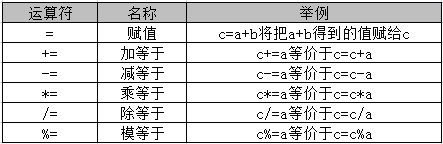 运算符 名称 举例
= 赋值 c=a+b将把a+b得到的值赋给c
+= 加等于 c+=a等价于c=c+a
-= 减等于 c-=a等价于c=c-a
*= 乘等于 c*=a等价于c=c*a
/= 除等于 c/=a等价于c=c/a
%= 模等于 c%=a等价于c=c%a